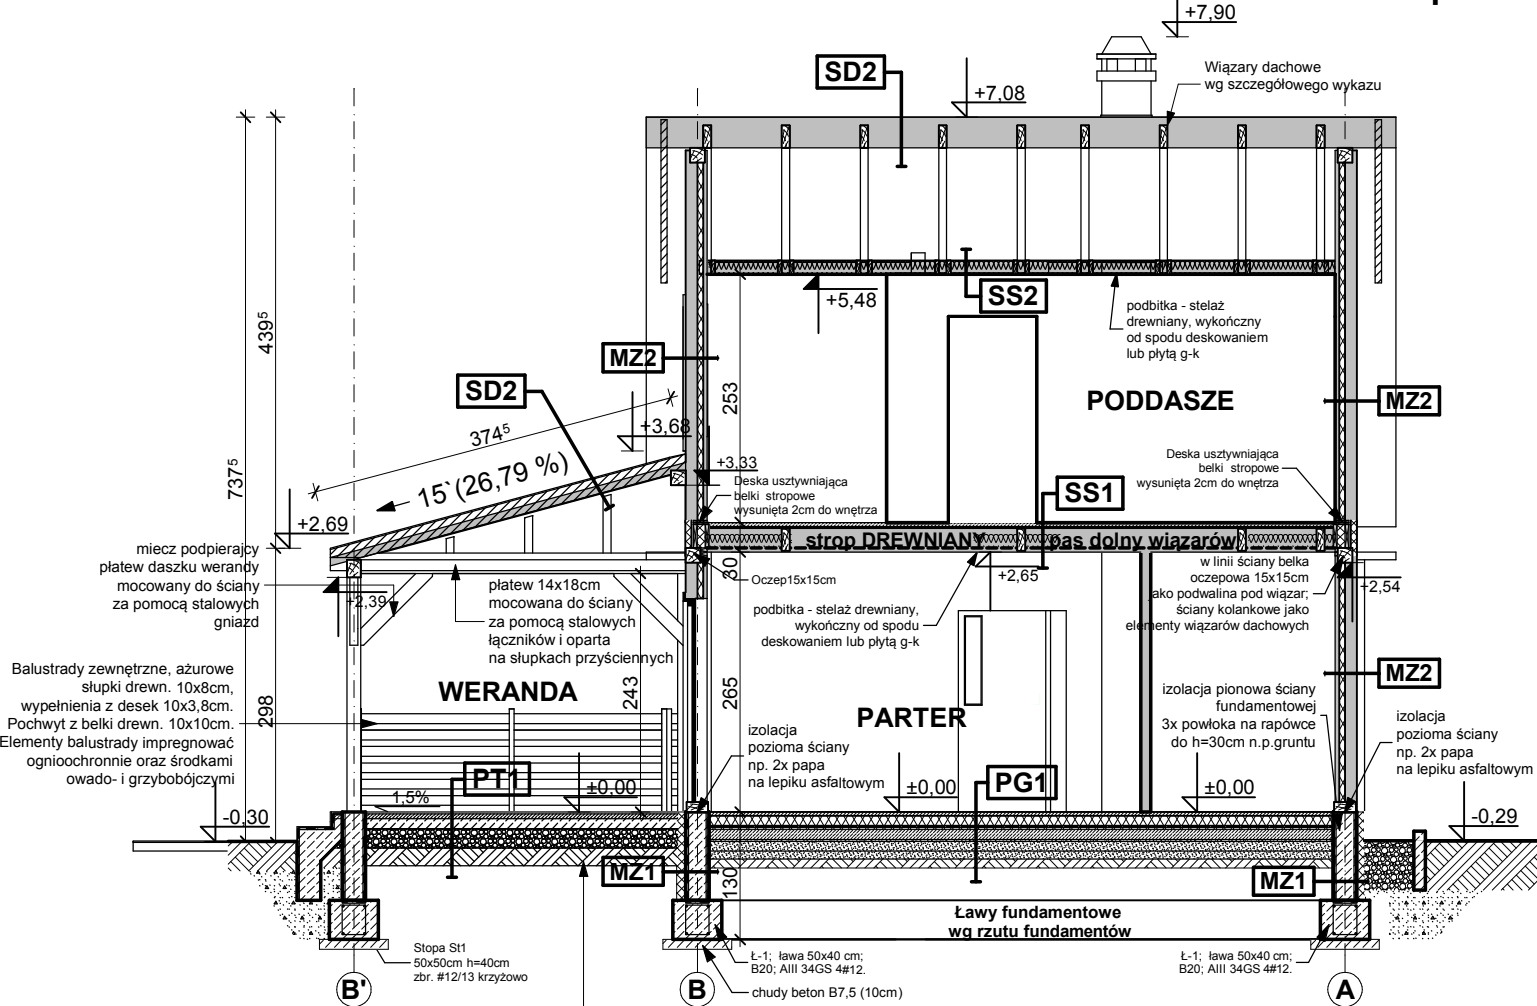 +7,90
SD2
+7,08
Wiązary dachowe
wg szczegółowego wykazu
SS2
+5,48
podbitka - stelaż
drewniany, wykończny
od spodu deskowaniem
lub płytą g-k
439⁵
737⁵
298
MZ2
SD2
374⁵
15`(26,79 %)
+3,68
253
PODDASZE
MZ2
+3,33
Deska usztywniająca
belki stropowe
wysunięta 2cm do wnętrza
Deska usztywniająca
belki stropowe
wysunięta 2cm do wnętrza
SS1
+2,69
strop DREWNIANY
pas dolny wiązarów
miecz podpierajcy
płatew daszku werandy
mocowany do ściany
za pomocą stalowych
gniazd
+2,39
płatew 14x18cm
mocowana do ściany
za pomocą stalowych
łączników i oparta
na słupkach przyściennych
30
Oczep15x15cm
+2,65
podbitka - stelaż drewniany,
wykończny od spodu
deskowaniem lub płytą g-k
w linii ściany belka
oczepowa 15x15cm
jako podwalina pod wiązar;
ściany kolankowe jako
elementy wiązarów dachowych
+2,54
Balustrady zewnętrzne, ażurowe
słupki drewn. 10x8cm,
wypełnienia z desek 10x3,8cm.
Pochwyt z belki drewn. 10x10cm.
Elementy balustrady impregnować
ognioochronnie oraz środkami
owado- i grzybobójczymi
WERANDA
243
265
PARTER
MZ2
izolacja pionowa ściany
fundamentowej
3x powłoka na rapówce
do h=30cm n.p.gruntu
izolacja
pozioma ściany
np. 2x papa
na lepiku asfaltowym
izolacja
pozioma ściany
np. 2x papa
na lepiku asfaltowym
PT1
1,5%
±0,00
±0,00
PG1
±0,00
-0,30
-0,29
MZ1
130
MZ1
Ławy fundamentowe
wg rzutu fundamentów
Stopa St1
50x50cm h=40cm
zbr. #12/13 krzyżowo
Ł-1; ława 50x40 cm;
B20; AIII 34GS 4#12.
Ł-1; ława 50x40 cm;
B20; AIII 34GS 4#12.
chudy beton B7,5 (10cm)
B'
B
A